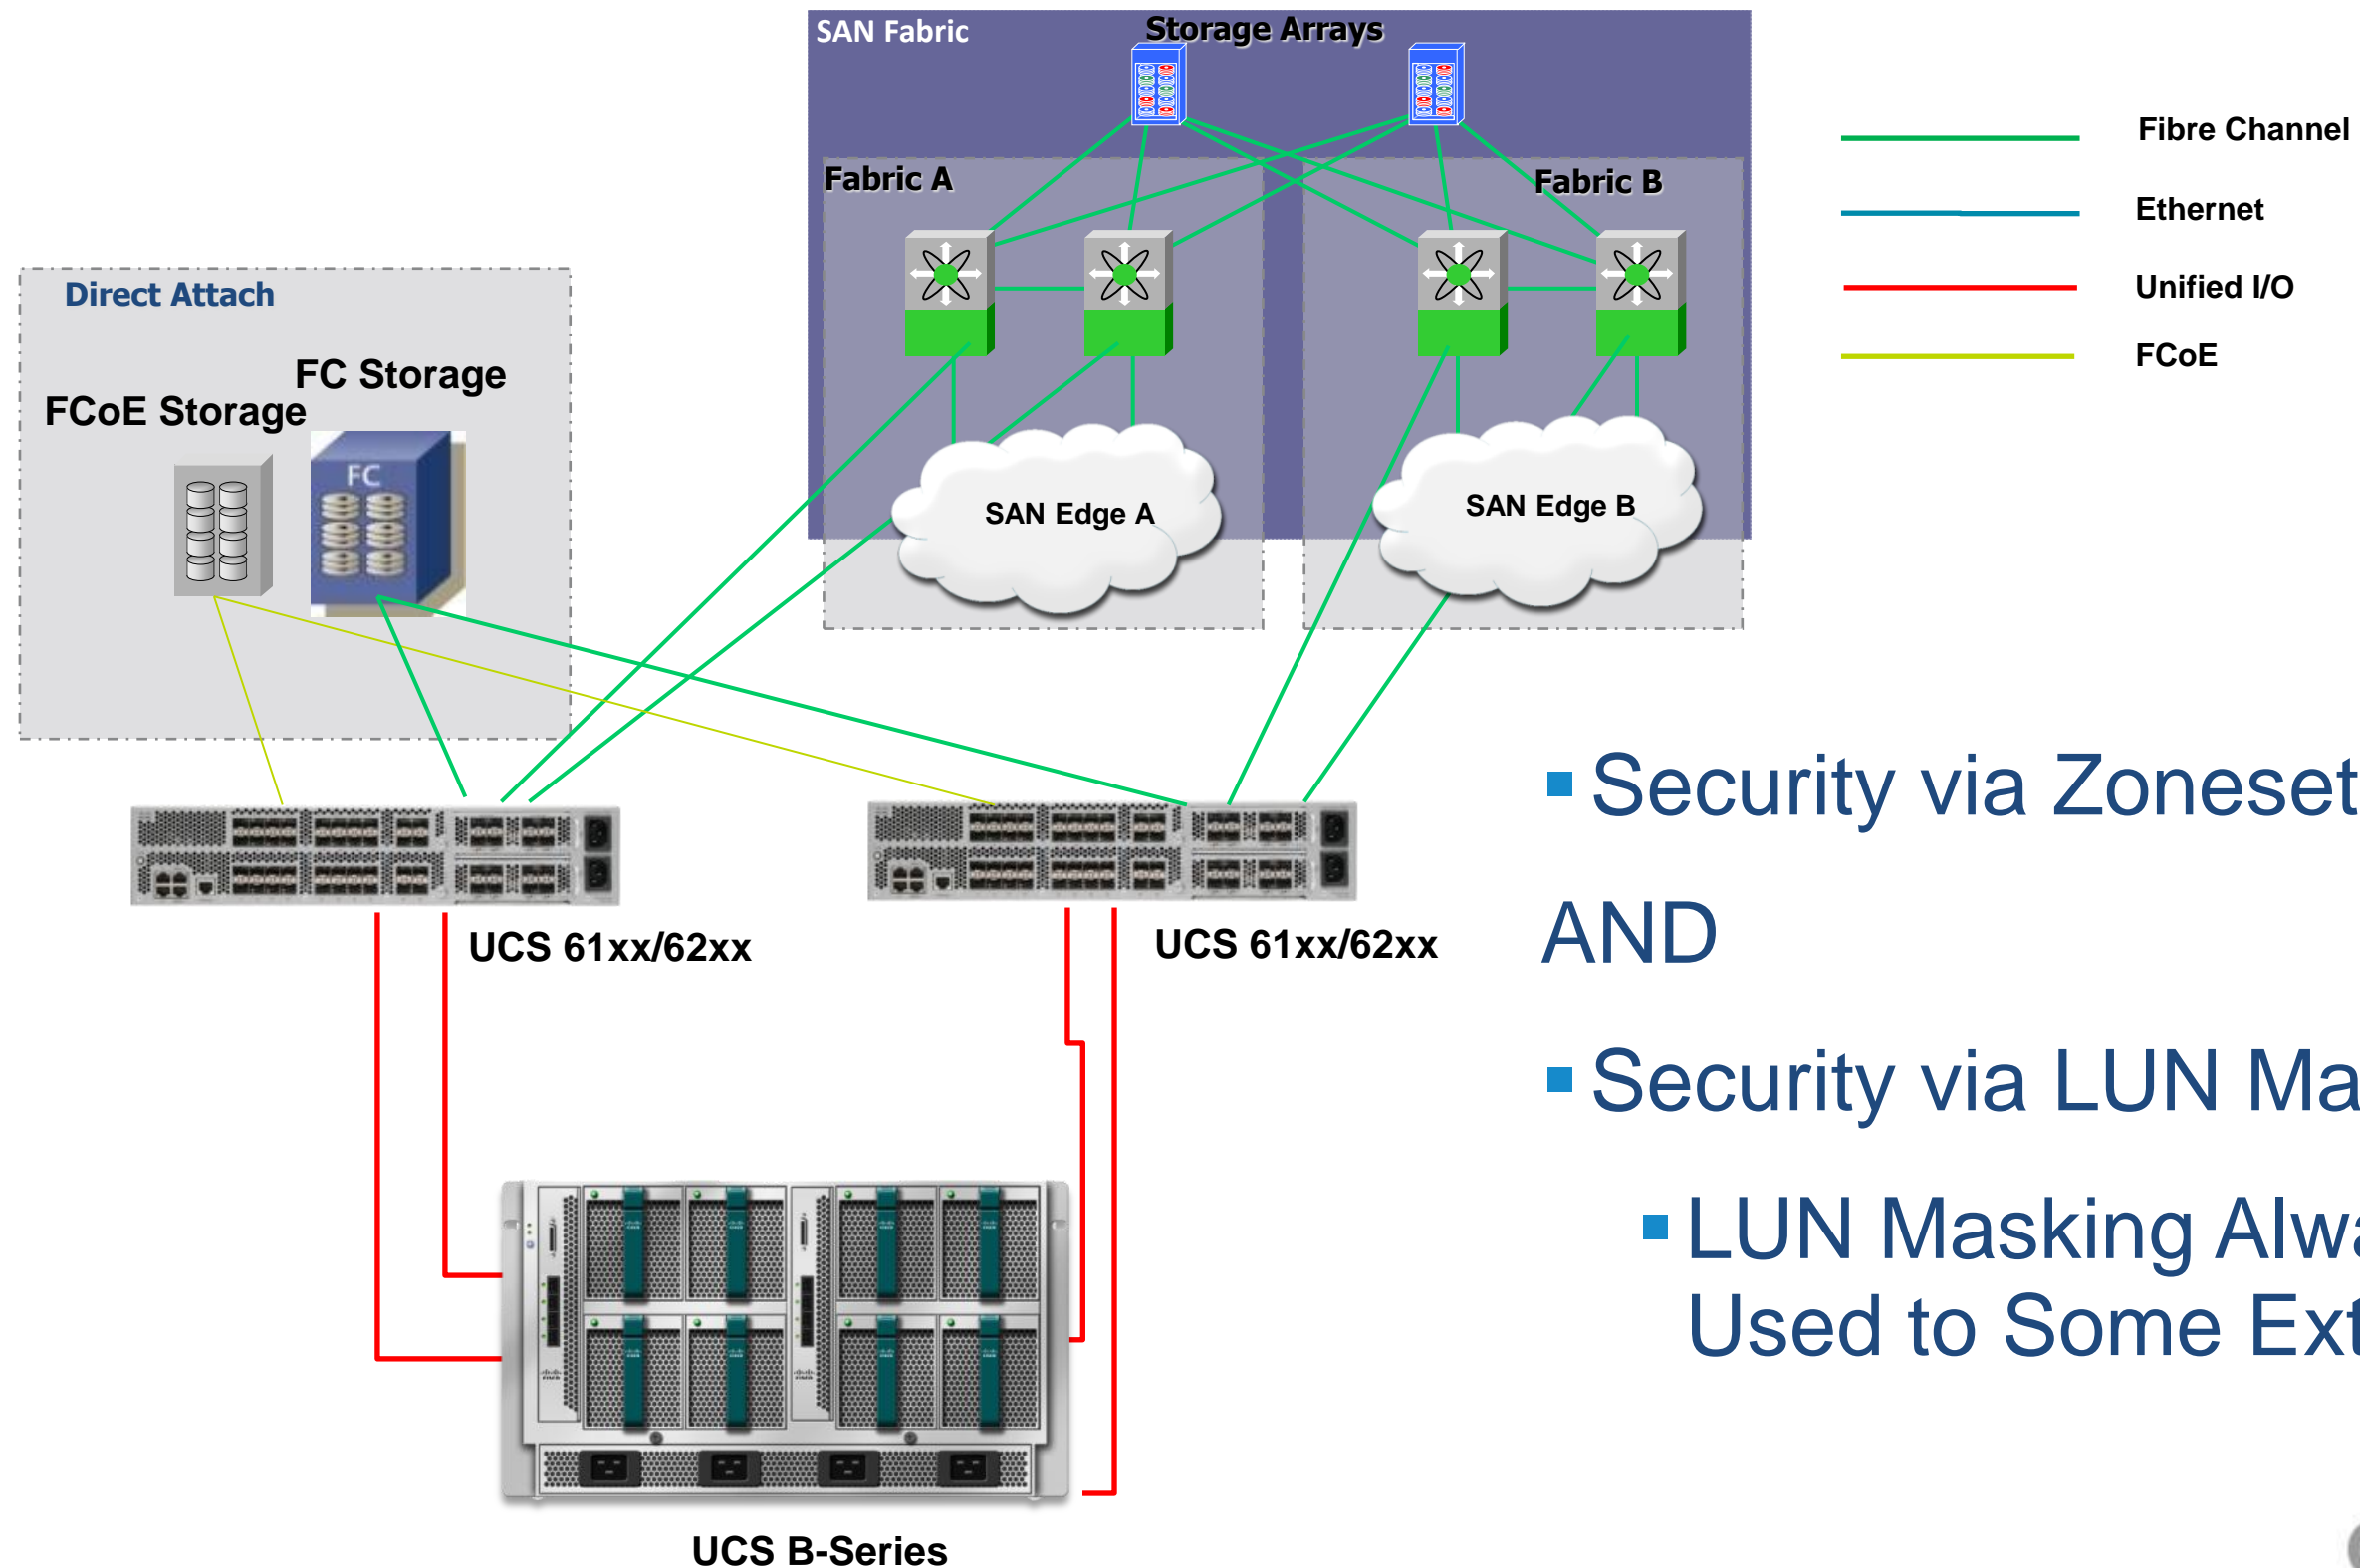 SAN Fabric
Storage Arrays
Fabric A
Fabric B
Fibre Channel
Ethernet
Unified I/O
FCoE
Direct Attach
FC Storage
FCoE Storage
FC
SAN Edge A
SAN Edge B
UCS 61xx/62xx
UCS 61xx/62xx
UCS B-Series
Security via Zoneset
AND
Security via LUN Ma
LUN Masking Alwa
Used to Some Ext